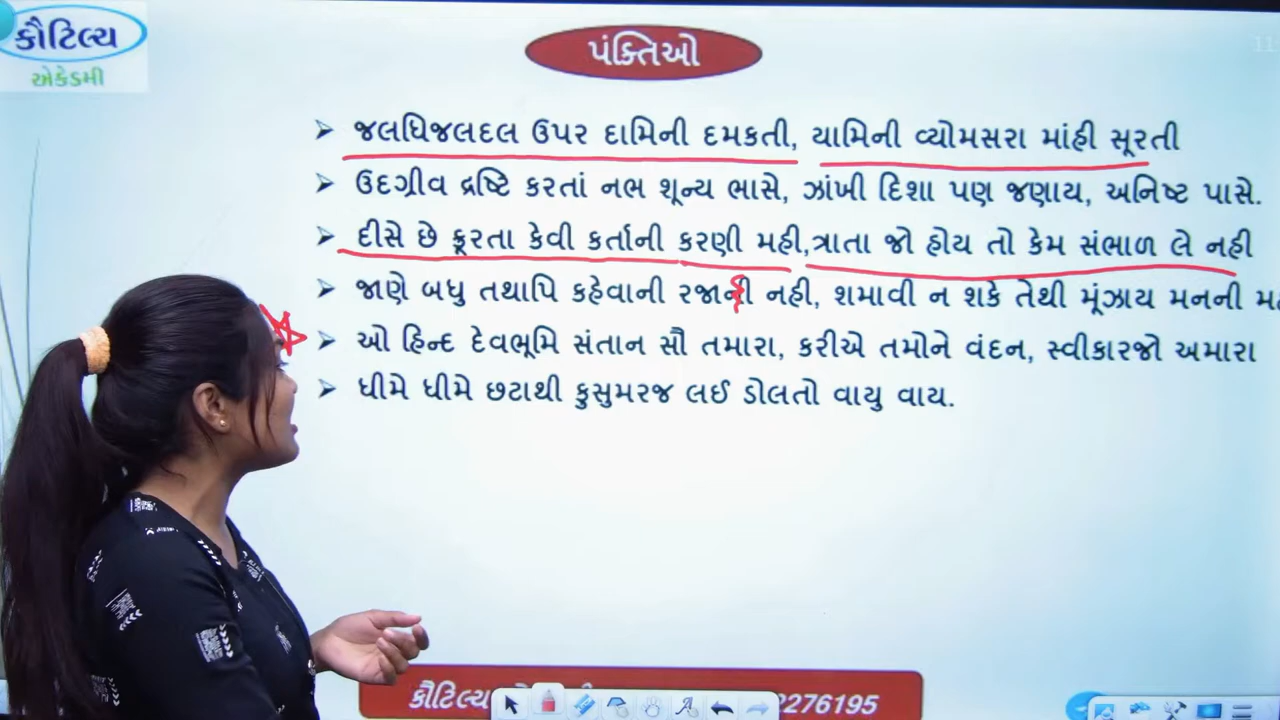 કૌટિલ્ય
એકેડમી
પંક્તિઓ
11
➢ જલધિજલદલ ઉપર દામિની દમકતી, યામિની વ્યોમસરા માંહી સૂરતી
➢ ઉદગ્રીવ દ્રષ્ટિ કરતાં નભ શૂન્ય ભાસે, ઝાંખી દિશા પણ જણાય, અનિષ્ટ પાસે.
➢ દીસે છે ક્રૂરતા કેવી કર્તાની કરણી મહી,ત્રાતા જો હોય તો કેમ સંભાળ લે નહી
➢ જાણે બધુ તથાપિ કહેવાની રજાની નહી, શમાવી ન શકે તેથી મૂંઝાય મનની
➢ ઓ હિન્દ દેવભૂમિ સંતાન સૌ તમારા, કરીએ તમોને વંદન, સ્વીકારજો અમારા
➢ ધીમે ધીમે છટાથી કુસુમરજ લઈ ડોલતો વાયુ વાય.
કૌટિલ્ય 2276195